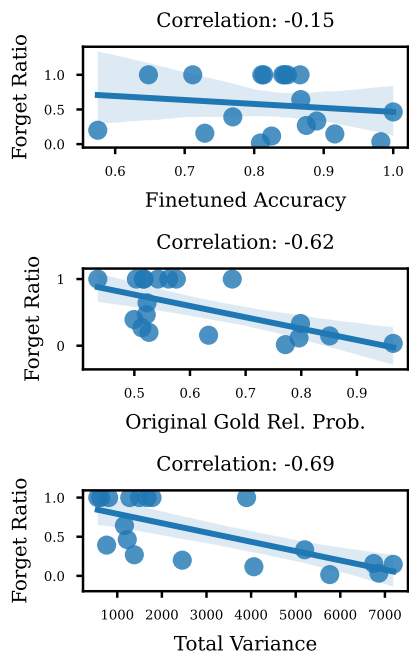 Correlation: -0.15
Forget Ratio
1.0
0.5
0.0
0.6 0.7 0.8 0.9 1.0
Finetuned Accuracy
Correlation: -0.62
Forget Ratio
1
0
0.5 0.6 0.7 0.8 0.9
Original Gold Rel. Prob.
Correlation: -0.69
Forget Ratio
1.0
0.5
0.0
1000 2000 3000 4000 5000 6000 7000
Total Variance